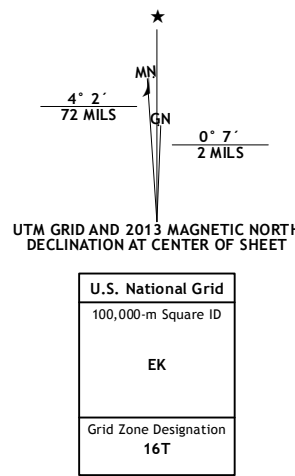 ★
MN
4° 2´
72 MILS
GN
0° 7´
2 MILS
UTM GRID AND 2013 MAGNETIC NORTH
DECLINATION AT CENTER OF SHEET
U.S. National Grid
100,000-m Square ID
EK
Grid Zone Designation
16T